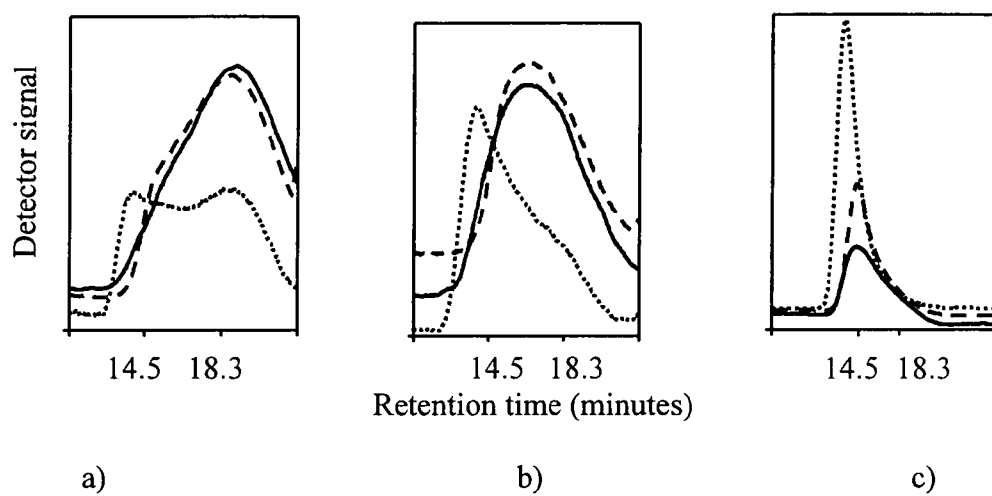 Detector signal
14.5 18.3
14.5 18.3
14.5 18.3
Retention time (minutes)
a)
b)
c)